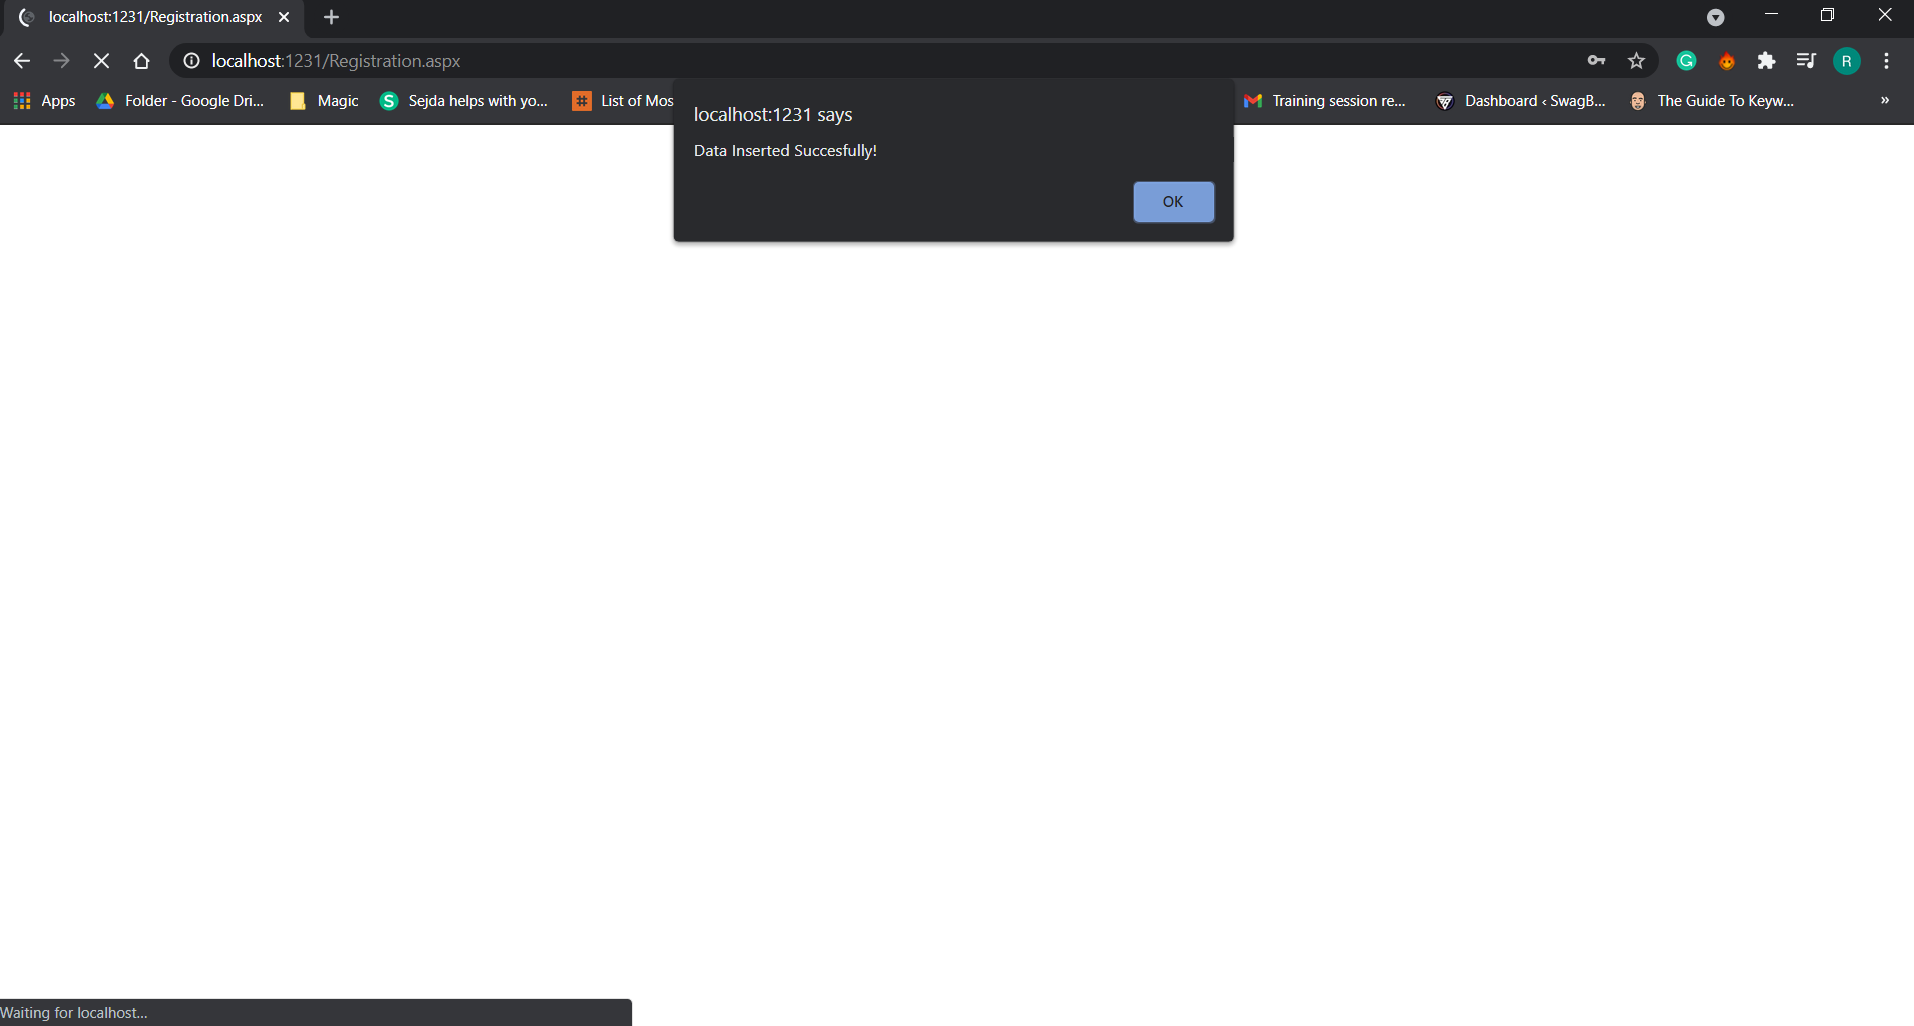 localhost:1231/Registration.aspx
localhost:1231/Registration.aspx
R
Apps
Folder - Google Dri...
Magic
Sejda helps with yo...
List of Mos
Training session re...
Dashboard ‹ SwagB...
The Guide To Keyw...
»
localhost:1231 says
Data Inserted Succesfully!
OK
Waiting for localhost...